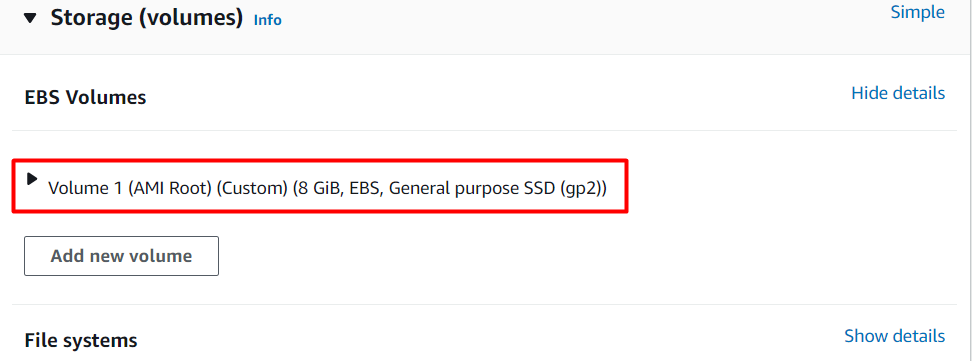 Storage (volumes) Info
Simple
EBS Volumes
Hide details
Volume 1 (AMI Root) (Custom) (8 GiB, EBS, General purpose SSD (gp2))
Add new volume
File systems
Show details